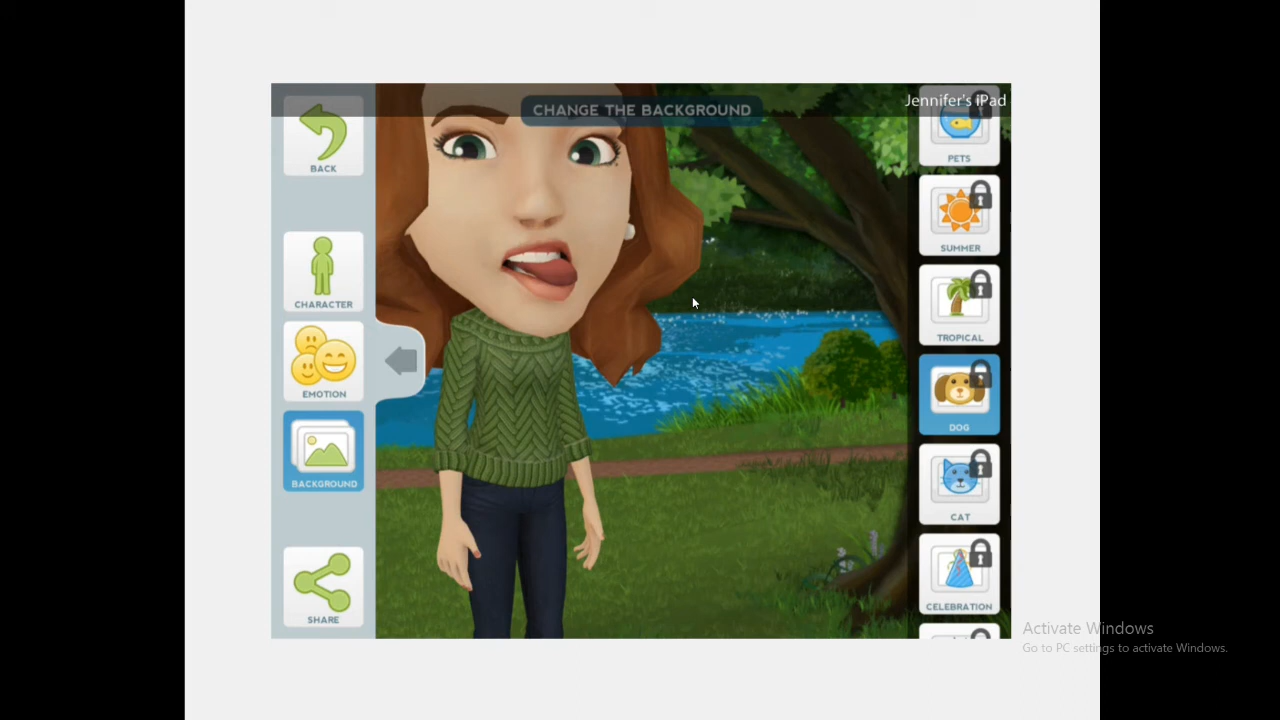 CHANGE THE BACKGROUND
Jennifer's iPad
BACK
CHARACTER
EMOTION
BACKGROUND
SHARE
PETS
SUMMER
TROPICAL
DOG
CAT
CELEBRATION
Activate Windows
Go to PC settings to activate Windows.